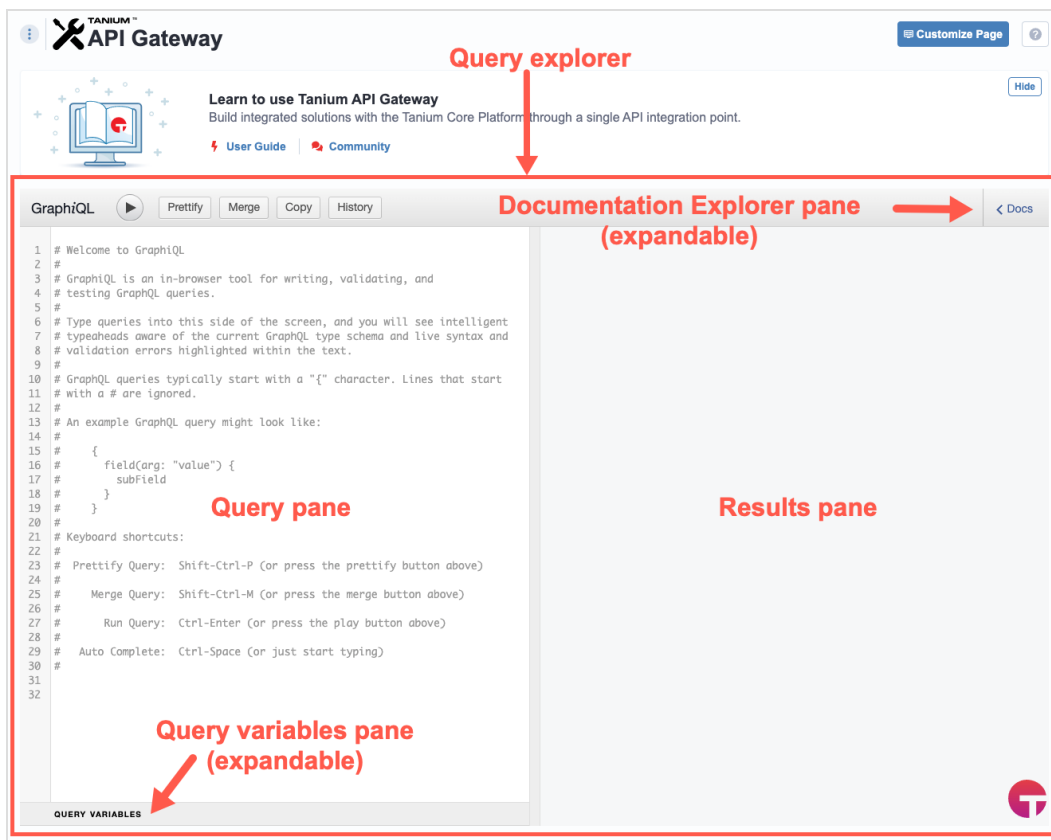 TANIUM™
API Gateway
Customize Page
?
Query explorer
Hide
Learn to use Tanium API Gateway
Build integrated solutions with the Tanium Core Platform through a single API integration point.
User Guide Community
GraphiQL Prettify Merge Copy History
Documentation Explorer pane
(expandable)
< Docs
1 # Welcome to GraphiQL
2 #
3 # GraphiQL is an in-browser tool for writing, validating, and
4 # testing GraphQL queries.
5 #
6 # Type queries into this side of the screen, and you will see intelligent
7 # typeaheads aware of the current GraphQL type schema and live syntax and
8 # validation errors highlighted within the text.
9 #
10 # GraphQL queries typically start with a "{" character. Lines that start
11 # with a # are ignored.
12 #
13 # An example GraphQL query might look like:
14 #
15 #     {
16 #       field(arg: "value") {
17 #         subField
18 #       }
19 #     }
20 #
21 # Keyboard shortcuts:
22 #
23 #  Prettify Query:  Shift-Ctrl-P (or press the prettify button above)
24 #
25 #     Merge Query:  Shift-Ctrl-M (or press the merge button above)
26 #
27 #       Run Query:  Ctrl-Enter (or press the play button above)
28 #
29 #   Auto Complete:  Ctrl-Space (or just start typing)
30 #
31
32
Query pane
Results pane
Query variables pane
(expandable)
QUERY VARIABLES